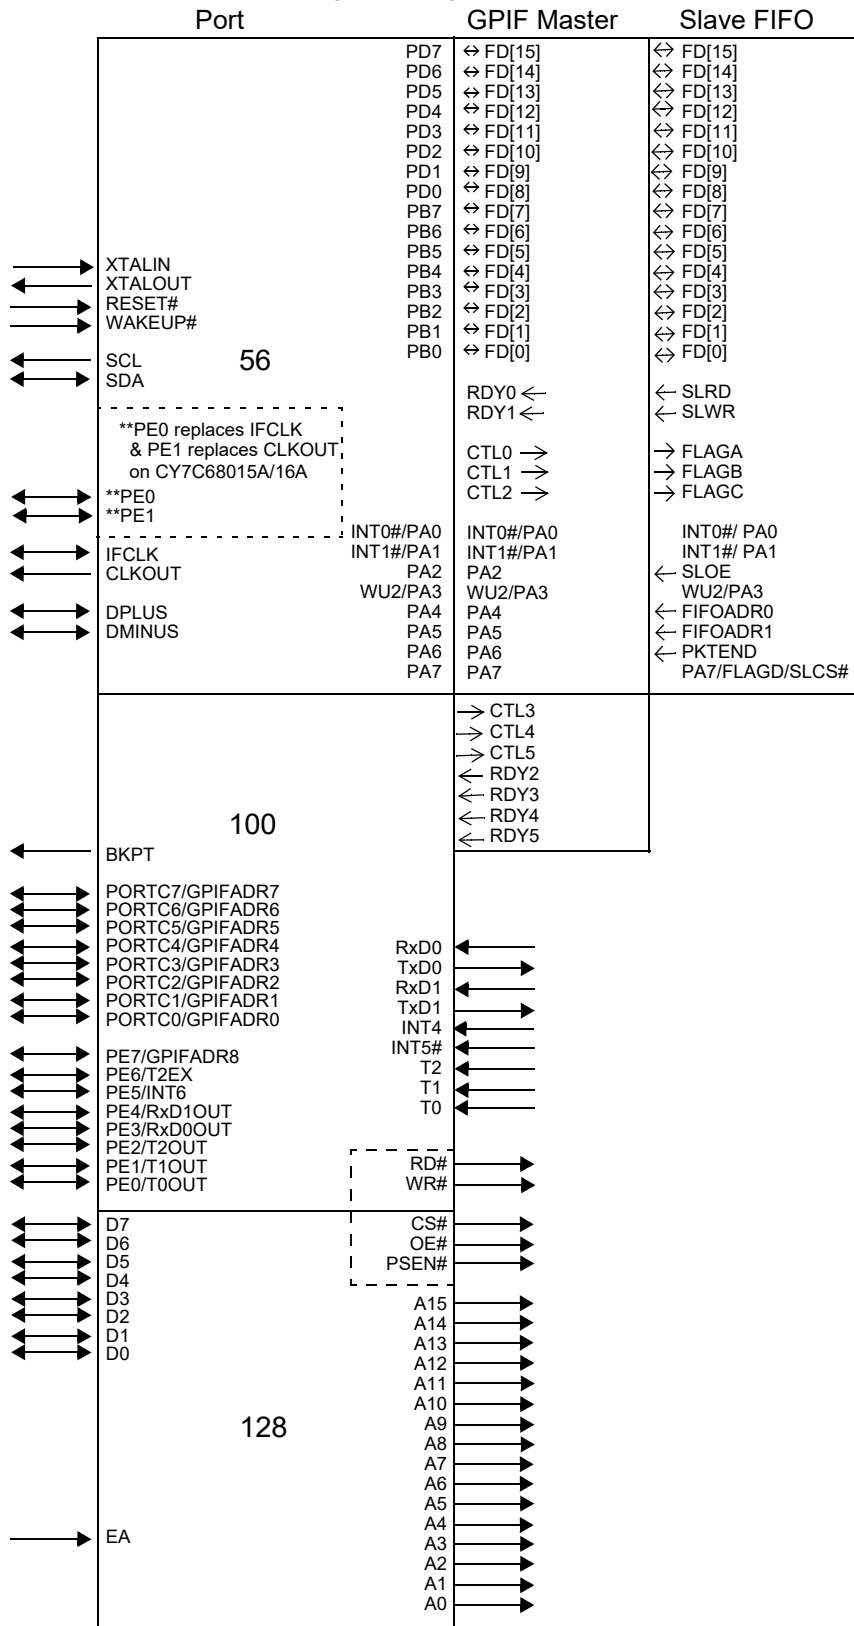 Port GPIF Master Slave FIFO
PD7 FD[15] FD[15]
PD6 FD[14] FD[14]
PD5 FD[13] FD[13]
PD4 FD[12] FD[12]
PD3 FD[11] FD[11]
PD2 FD[10] FD[10]
PD1 FD[9] FD[9]
PD0 FD[8] FD[8]
PB7 FD[7] FD[7]
PB6 FD[6] FD[6]
PB5 FD[5] FD[5]
XTALIN PB4 FD[4] FD[4]
XTALOUT PB3 FD[3] FD[3]
RESET# PB2 FD[2] FD[2]
WAKEUP# PB1 FD[1] FD[1]
SCL 56 PB0 FD[0] FD[0]
SDA
RDY0 SLRD
RDY1 SLWR
**PE0 replaces IFCLK
& PE1 replaces CLKOUT
on CY7C68015A/16A
CTL0 FLAGA
CTL1 FLAGB
CTL2 FLAGC
**PE0
**PE1
INT0#/PA0 INT0#/PA0 INT0#/ PA0
IFCLK INT1#/PA1 INT1#/PA1 INT1#/ PA1
CLKOUT PA2 PA2 SLOE
WU2/PA3 WU2/PA3 WU2/PA3
DPLUS PA4 PA4 FIFOADR0
DMINUS PA5 PA5 FIFOADR1
PA6 PA6 PKTEND
PA7 PA7 PA7/FLAGD/SLCS#
CTL3
CTL4
CTL5
RDY2
RDY3
RDY4
RDY5
100
BKPT
PORTC7/GPIFADR7
PORTC6/GPIFADR6
PORTC5/GPIFADR5
PORTC4/GPIFADR4 RxD0
PORTC3/GPIFADR3 TxD0
PORTC2/GPIFADR2 RxD1
PORTC1/GPIFADR1 TxD1
PORTC0/GPIFADR0 INT4
INT5#
PE7/GPIFADR8 T2
PE6/T2EX T1
PE5/INT6 T0
PE4/RxD1OUT
PE3/RxD0OUT
PE2/T2OUT
PE1/T1OUT RD#
PE0/T0OUT WR#
D7 CS#
D6 OE#
D5 PSEN#
D4
D3 A15
D2 A14
D1 A13
D0 A12
A11
A10
128 A9
A8
A7
A6
A5
A4
EA A3
A2
A1
A0